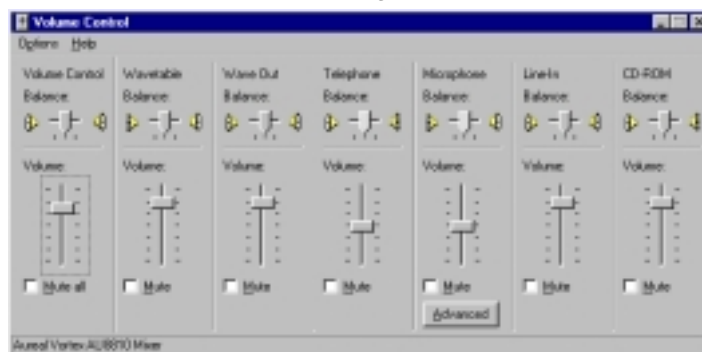 Volume Control
Options Help
Volume Control Wavetable Wave Out Telephone Microphone Line-In CD-ROM
Balance: Balance: Balance: Balance: Balance: Balance: Balance:
Volume: Volume: Volume: Volume: Volume: Volume: Volume:
Mute all Mute Mute Mute Mute Mute Mute
Advanced
Aureal Vortex AU8810 Mixer